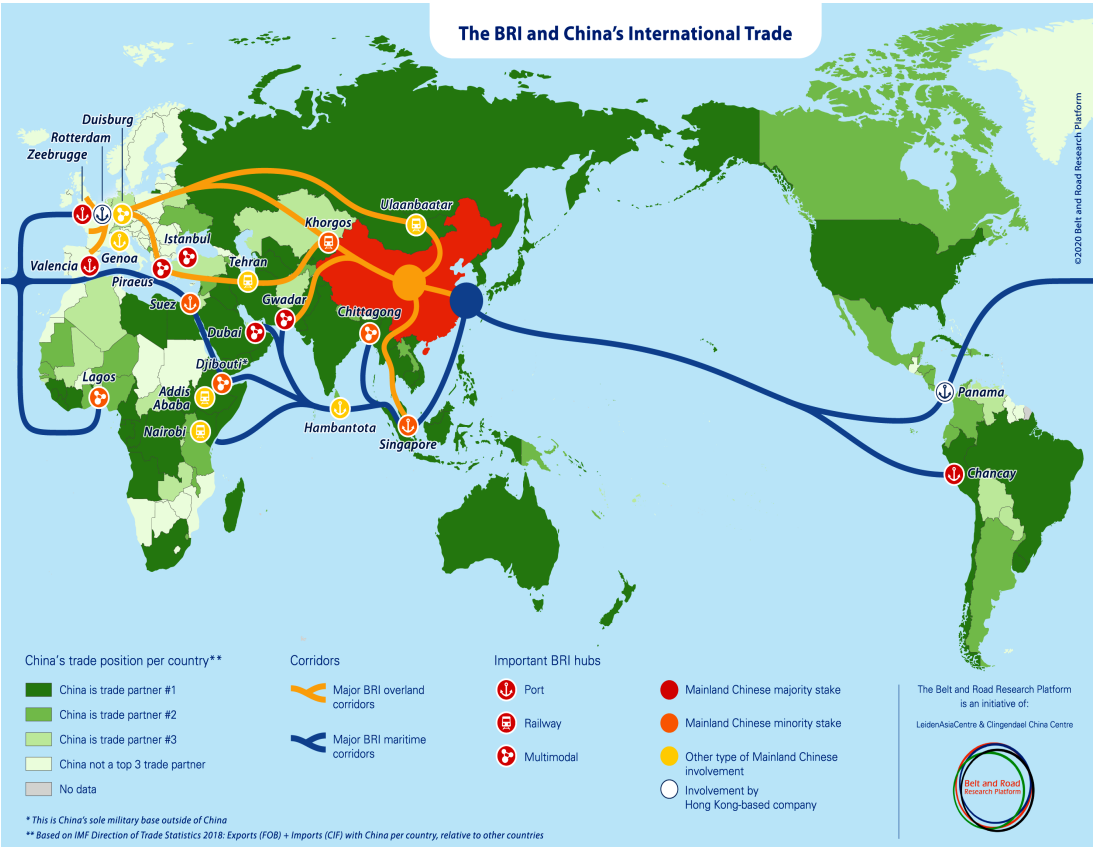 The BRI and China's International Trade
©2020 Belt and Road Research Platform
Duisburg
Rotterdam
Zeebrugge
Ulaanbaatar
Khorgos
Istanbul
Genoa
Tehran
Valencia
Piraeus
Gwadar
Suez
Chittagong
Dubai
Djibouti*
Lagos
Addis
Ababa
Panama
Nairobi
Hambantota
Singapore
Chancay
China's trade position per country**
China is trade partner #1
China is trade partner #2
China is trade partner #3
China not a top 3 trade partner
No data
Corridors
Major BRI overland
corridors
Major BRI maritime
corridors
Important BRI hubs
Port
Railway
Multimodal
Mainland Chinese majority stake
Mainland Chinese minority stake
Other type of Mainland Chinese
involvement
Involvement by
Hong Kong-based company
The Belt and Road Research Platform
is an initiative of:
LeidenAsiaCentre & Clingendael China Centre
Belt and Road
Research Platform
* This is China's sole military base outside of China
** Based on IMF Direction of Trade Statistics 2018: Exports (FOB) + Imports (CIF) with China per country, relative to other countries